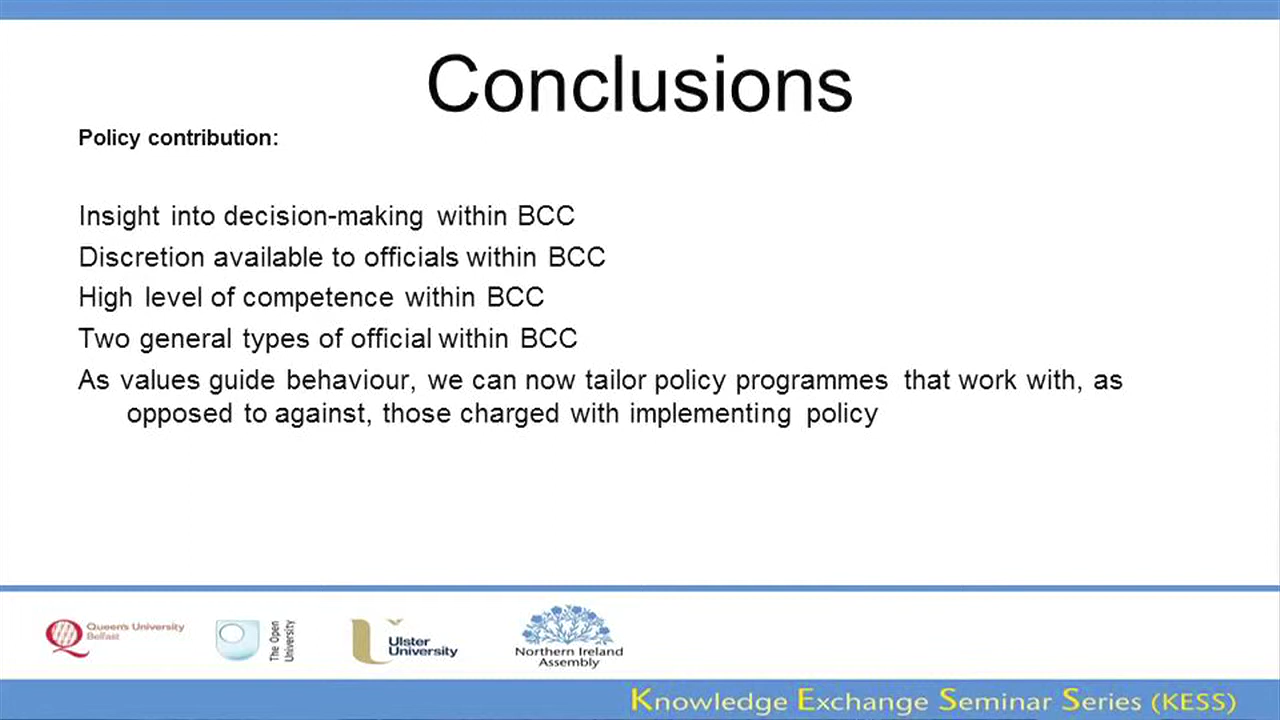 Conclusions
Policy contribution:
Insight into decision-making within BCC
Discretion available to officials within BCC
High level of competence within BCC
Two general types of official within BCC
As values guide behaviour, we can now tailor policy programmes that work with, as
opposed to against, those charged with implementing policy
Queen's University
Belfast
The Open
University
Ulster
University
Northern Ireland
Assembly
Knowledge Exchange Seminar Series (KESS)